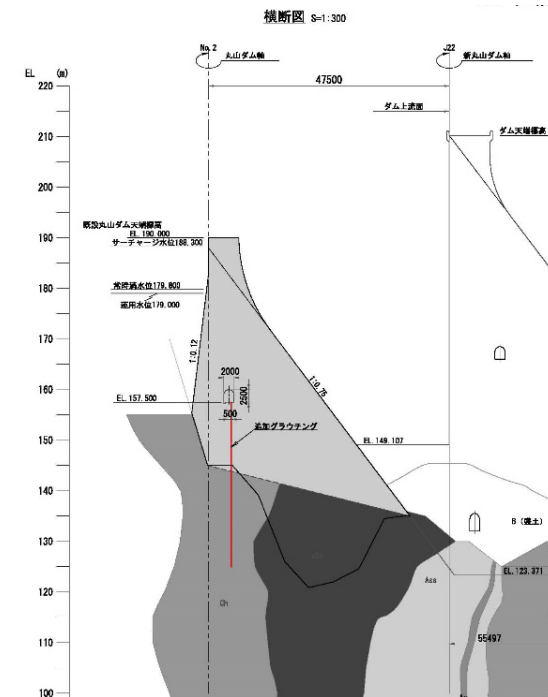 横断図 S=1:300
No.2
丸山ダム軸
J22
新丸山ダム軸
EL (m)
47500
220
ダム上流面
210
ダム天端標高
200
既設丸山ダム天端標高
EL.190.000
190
サーチャージ水位188.300
常時満水位179.800
180
運用水位179.000
170
1:0.12
1:0.75
2000
2500
160
EL.157.500
500
追加グラウチング
150
EL.149.107
140
B (盛土)
130
EL.123.371
Ass
120
Ch
110
55497
100